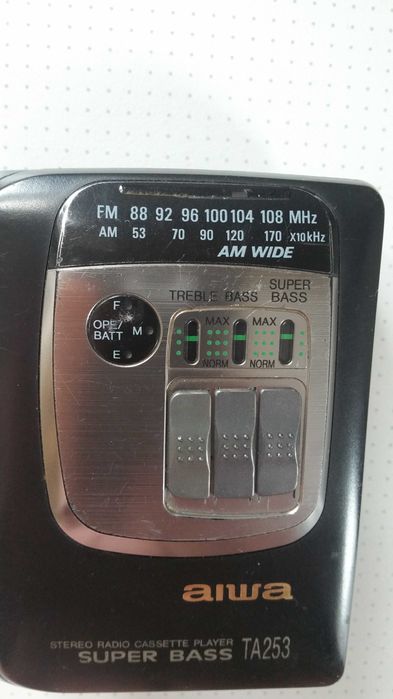 FM 88 92 96 100 104 108 MHz
AM 53 70 90 120 170 X10kHz
AM WIDE
TREBLE BASS SUPER BASS
F
OPE/ BATT M
E
MAX MAX
NORM NORM
aiwa
STEREO RADIO CASSETTE PLAYER
SUPER BASS TA253